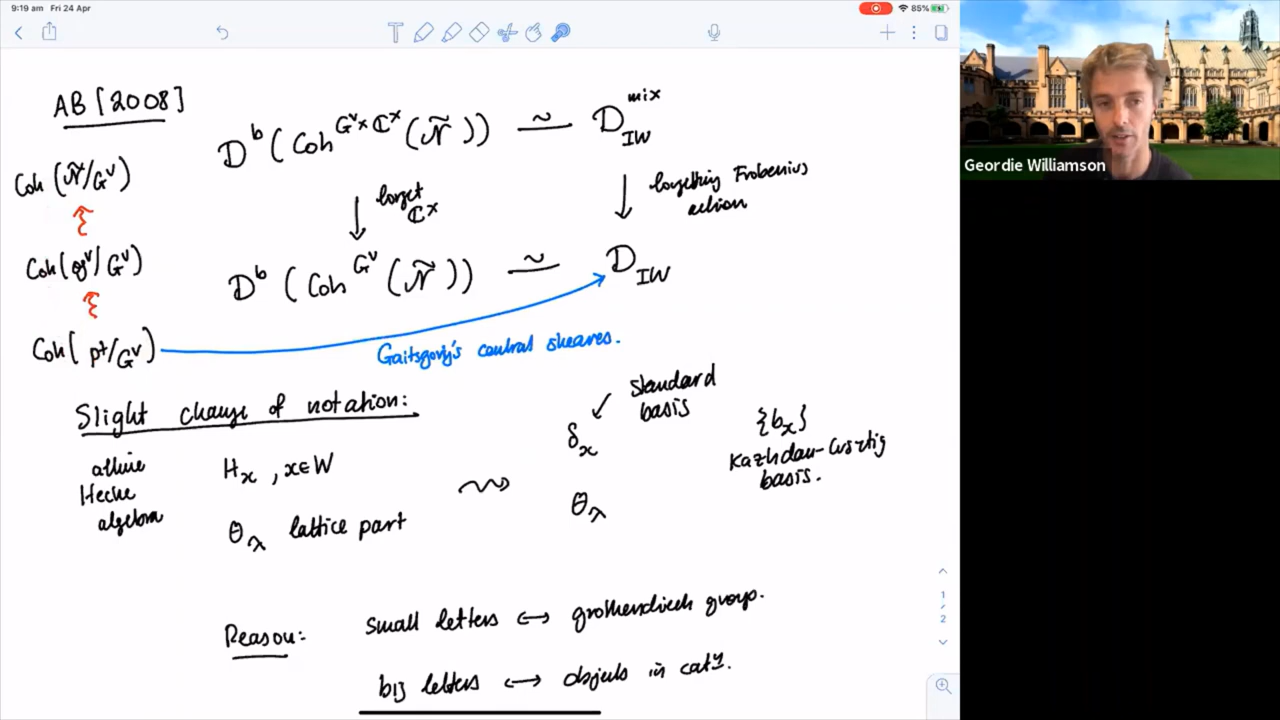 9:19 am Fri 24 Apr
85%
AB [2008]
D^b (Coh^{G^∨ × ℂ^×} (Ñ)) ≃ D_{IW}^{mix}
Coh (Ñ/G^∨)
↓ forget ℂ^×
↓ forgetting Frobenius action
Coh (g^∨/G^∨)
D^b (Coh^{G^∨} (Ñ)) ≃ D_{IW}
Coh (pt/G^∨)
Gaitsgory's central sheaves.
Slight change of notation:
standard basis
affine Hecke algebra
H_x , x∈W
δ_x
{b_x}
Kazhdan-Lusztig basis.
θ_λ lattice part
θ_λ
Reason:
small letters ↔ grothendieck group.
big letters ↔ objects in cat^y.
1
/
2
Geordie Williamson